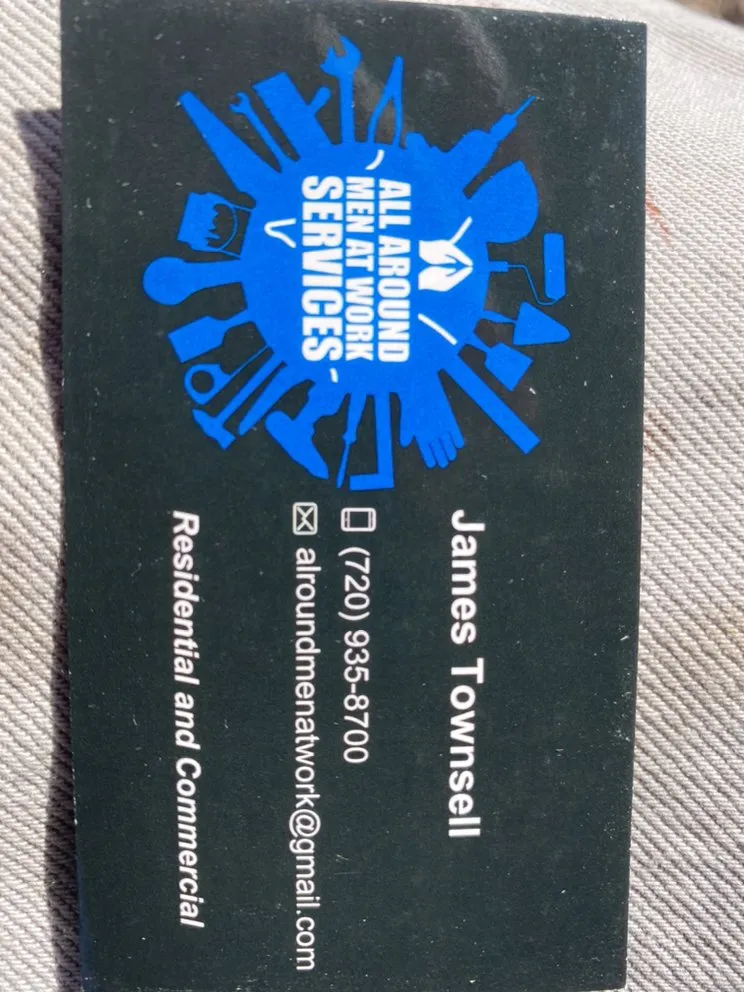 ALL AROUND
MEN AT WORK
SERVICES
James Townsell
(720) 935-8700
alroundmenatwork@gmail.com
Residential and Commercial